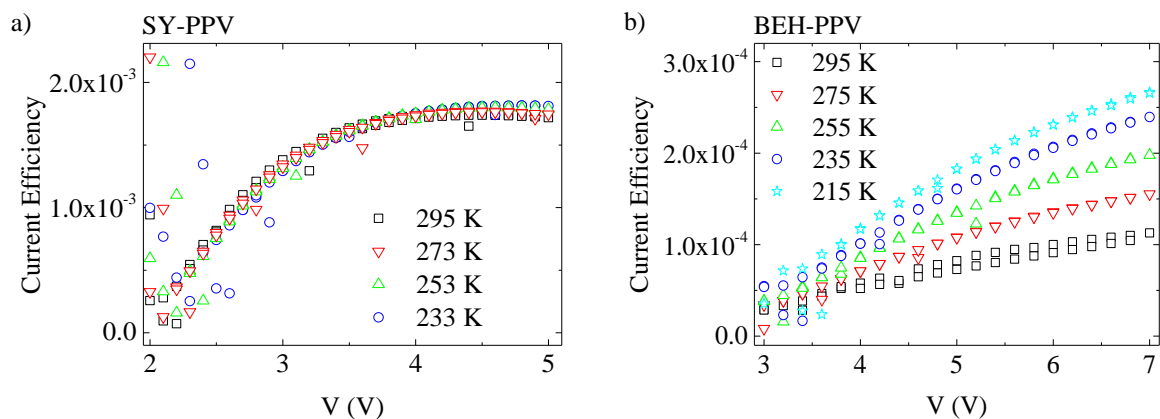 a)
SY-PPV
Current Efficiency
2.0x10⁻³
1.0x10⁻³
0.0
295 K
273 K
253 K
233 K
2
3
4
5
V (V)
b)
BEH-PPV
Current Efficiency
3.0x10⁻⁴
2.0x10⁻⁴
1.0x10⁻⁴
0.0
295 K
275 K
255 K
235 K
215 K
3
4
5
6
7
V (V)